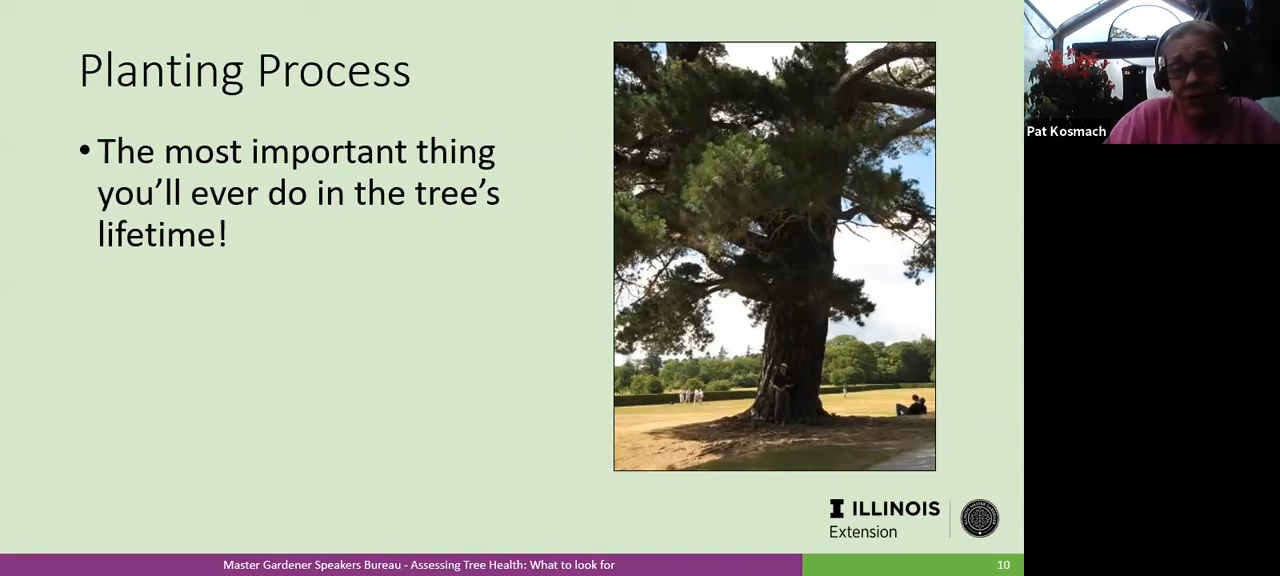 Planting Process
• The most important thing
you'll ever do in the tree's
lifetime!
Pat Kosmach
ILLINOIS
Extension
Master Gardener Speakers Bureau - Assessing Tree Health: What to look for
10